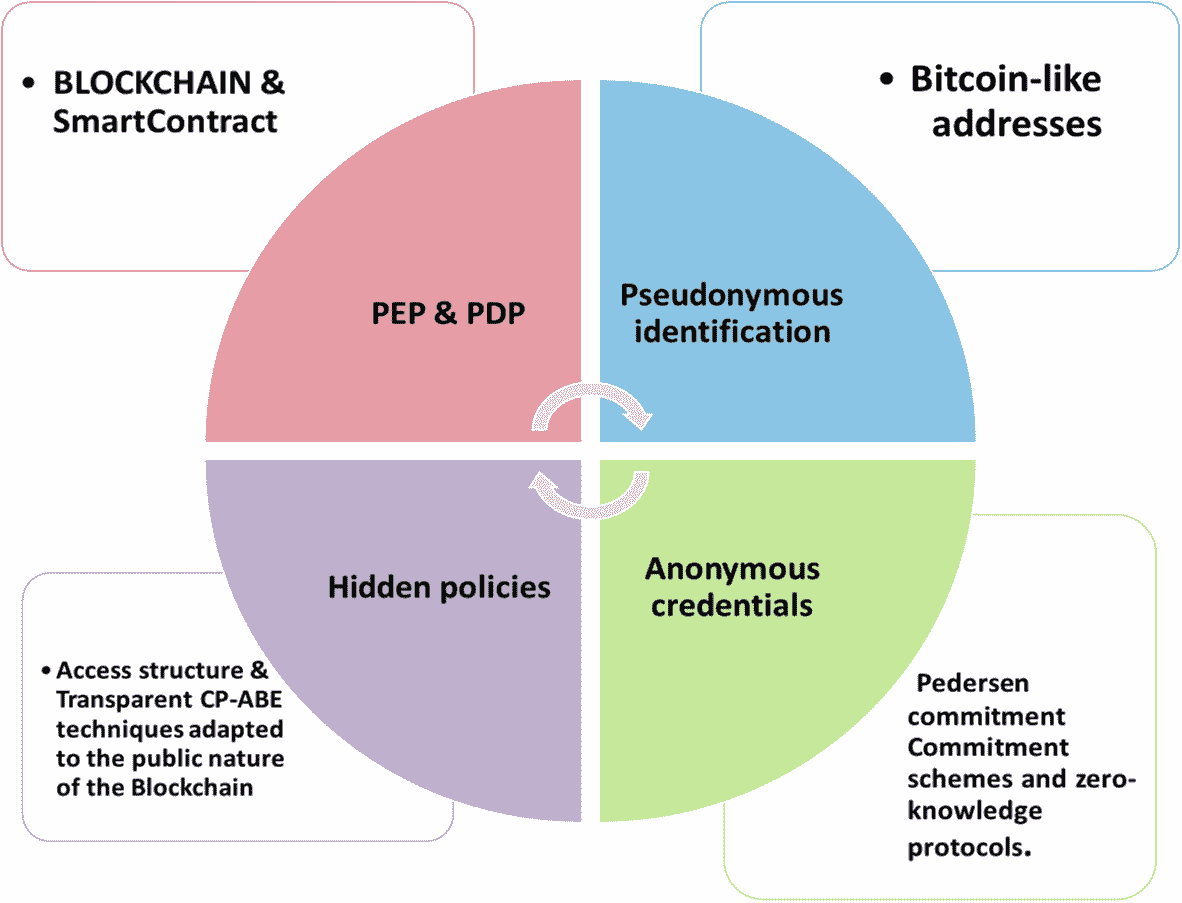 • BLOCKCHAIN &
SmartContract
• Bitcoin-like
addresses
PEP & PDP
Pseudonymous
identification
Hidden policies
Anonymous
credentials
• Access structure &
Transparent CP-ABE
techniques adapted
to the public nature
of the Blockchain
Pedersen
commitment
Commitment
schemes and zero-
knowledge
protocols.